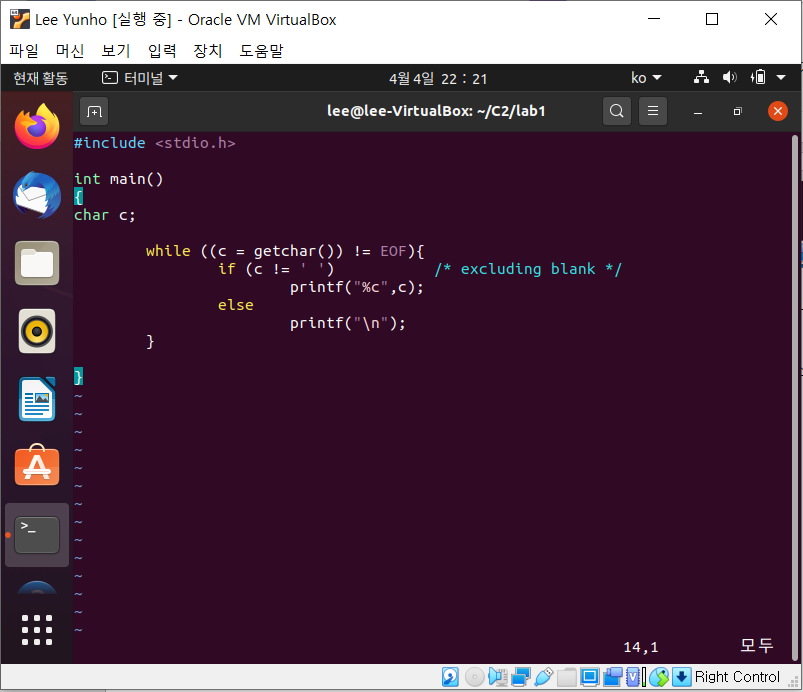 Lee Yunho [실행 중] - Oracle VM VirtualBox
파일 머신 보기 입력 장치 도움말
현재 활동 터미널 4월 4일 22 : 21 ko
lee@lee-VirtualBox: ~/C2/lab1
#include <stdio.h>
int main()
{
char c;
while ((c = getchar()) != EOF){
if (c != ' ') /* excluding blank */
printf("%c",c);
else
printf("\n");
}
}
~
~
~
~
~
~
~
~
~
~
~
~
~
~
>_
14,1 모두
Right Control